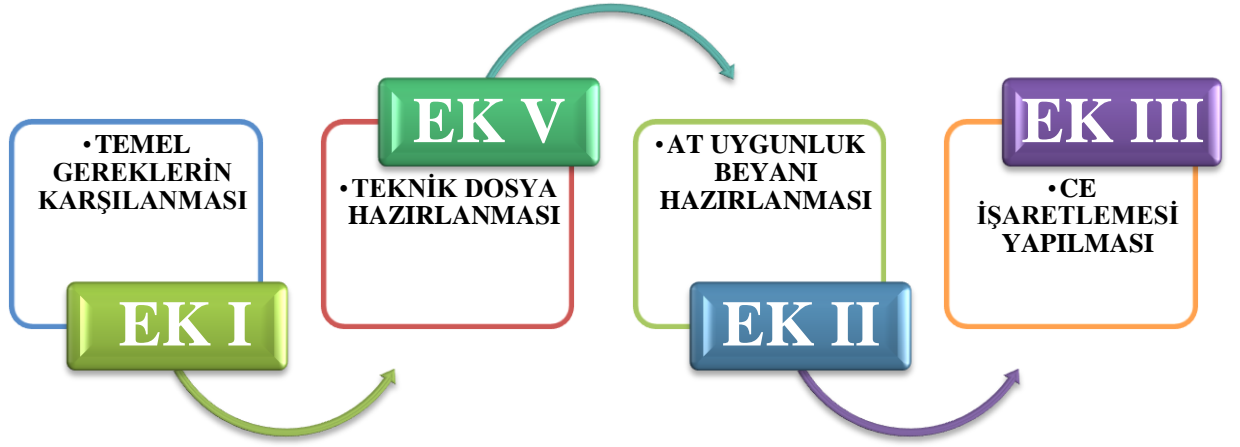 • TEMEL
GEREKLERİN
KARŞILANMASI
EK I
EK V
• TEKNİK DOSYA
HAZIRLANMASI
• AT UYGUNLUK
BEYANI
HAZIRLANMASI
EK II
EK III
• CE
İŞARETLEMESİ
YAPILMASI